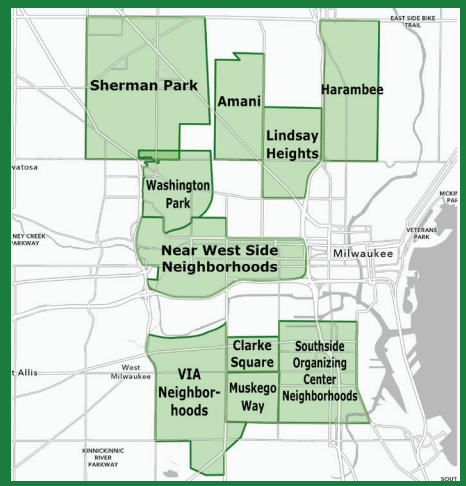 EAST SIDE BIKE
TRAIL
Sherman Park
Harambee
Amani
Lindsay
Heights
watosa
Washington
Park
MCKIN
PAR
VETERANS
PARK
NEY CREEK
PARKWAY
Near West Side
Neighborhoods
Milwaukee
Clarke
Square
Southside
Organizing
Center
Neighborhoods
West
Milwaukee
t Allis
VIA
Neighbor-
hoods
Muskego
Way
KINNICKINNIC
RIVER
PARKWAY
SOUT